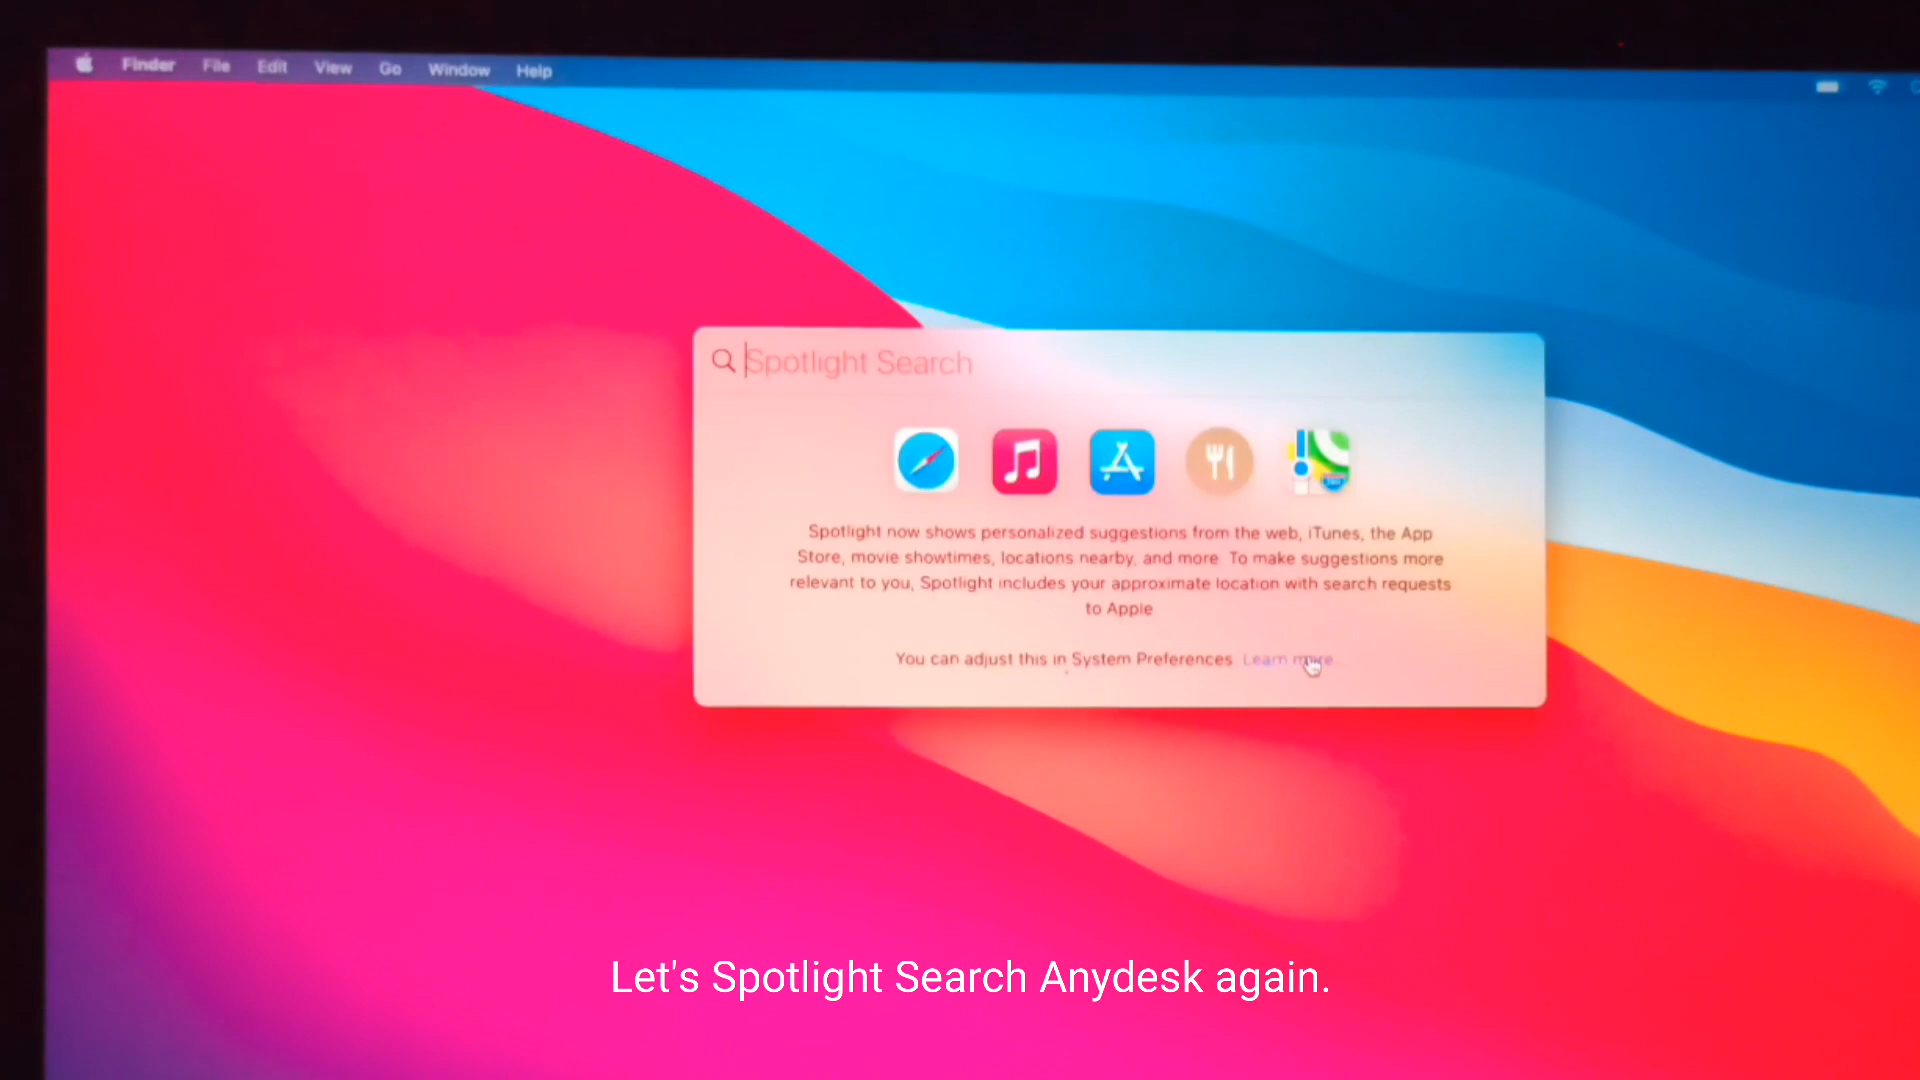 Finder File Edit View Go Window Help
Spotlight Search
Spotlight now shows personalized suggestions from the web, iTunes, the App
Store, movie showtimes, locations nearby, and more. To make suggestions more
relevant to you, Spotlight includes your approximate location with search requests
to Apple
You can adjust this in System Preferences Learn more...
Let's Spotlight Search Anydesk again.